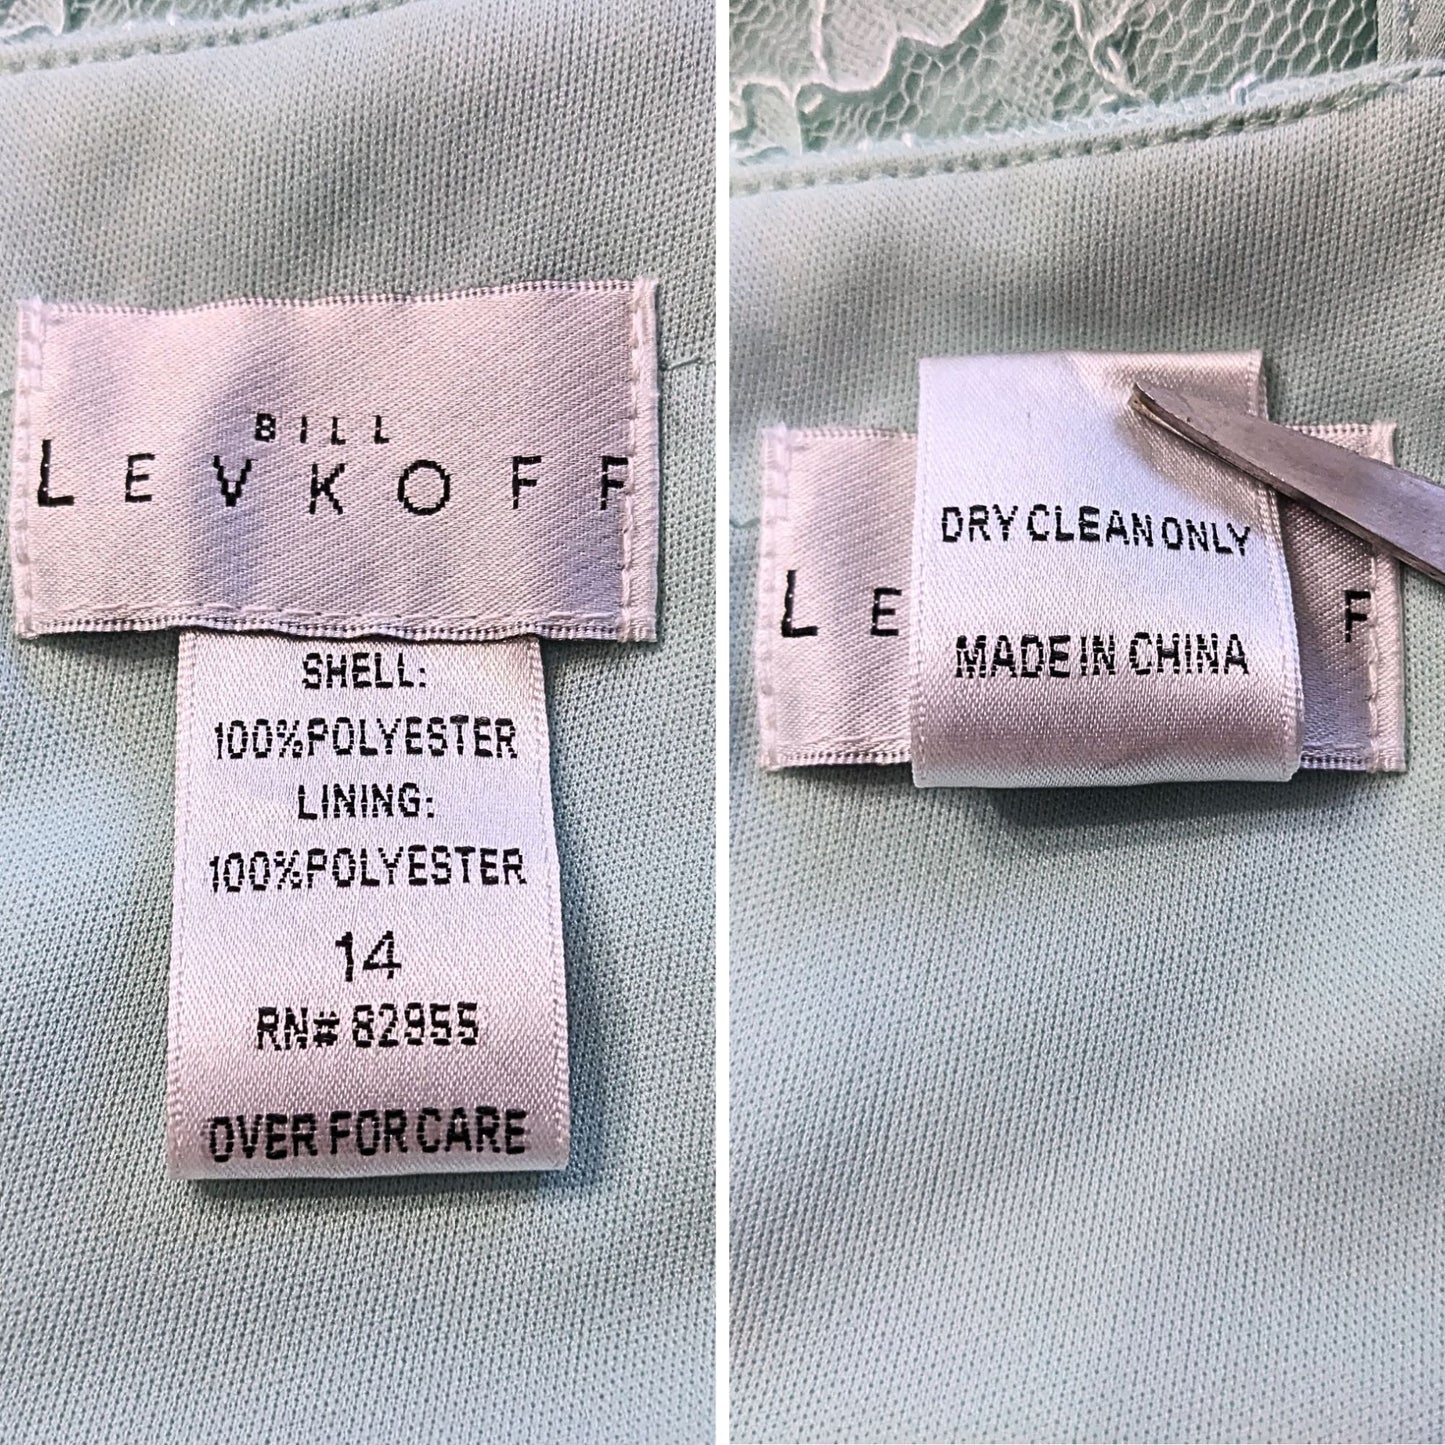 BILL
LEVKOFF
SHELL:
100%POLYESTER
LINING:
100%POLYESTER
14
RN# 82955
OVER FOR CARE
DRY CLEAN ONLY
MADE IN CHINA
L E F